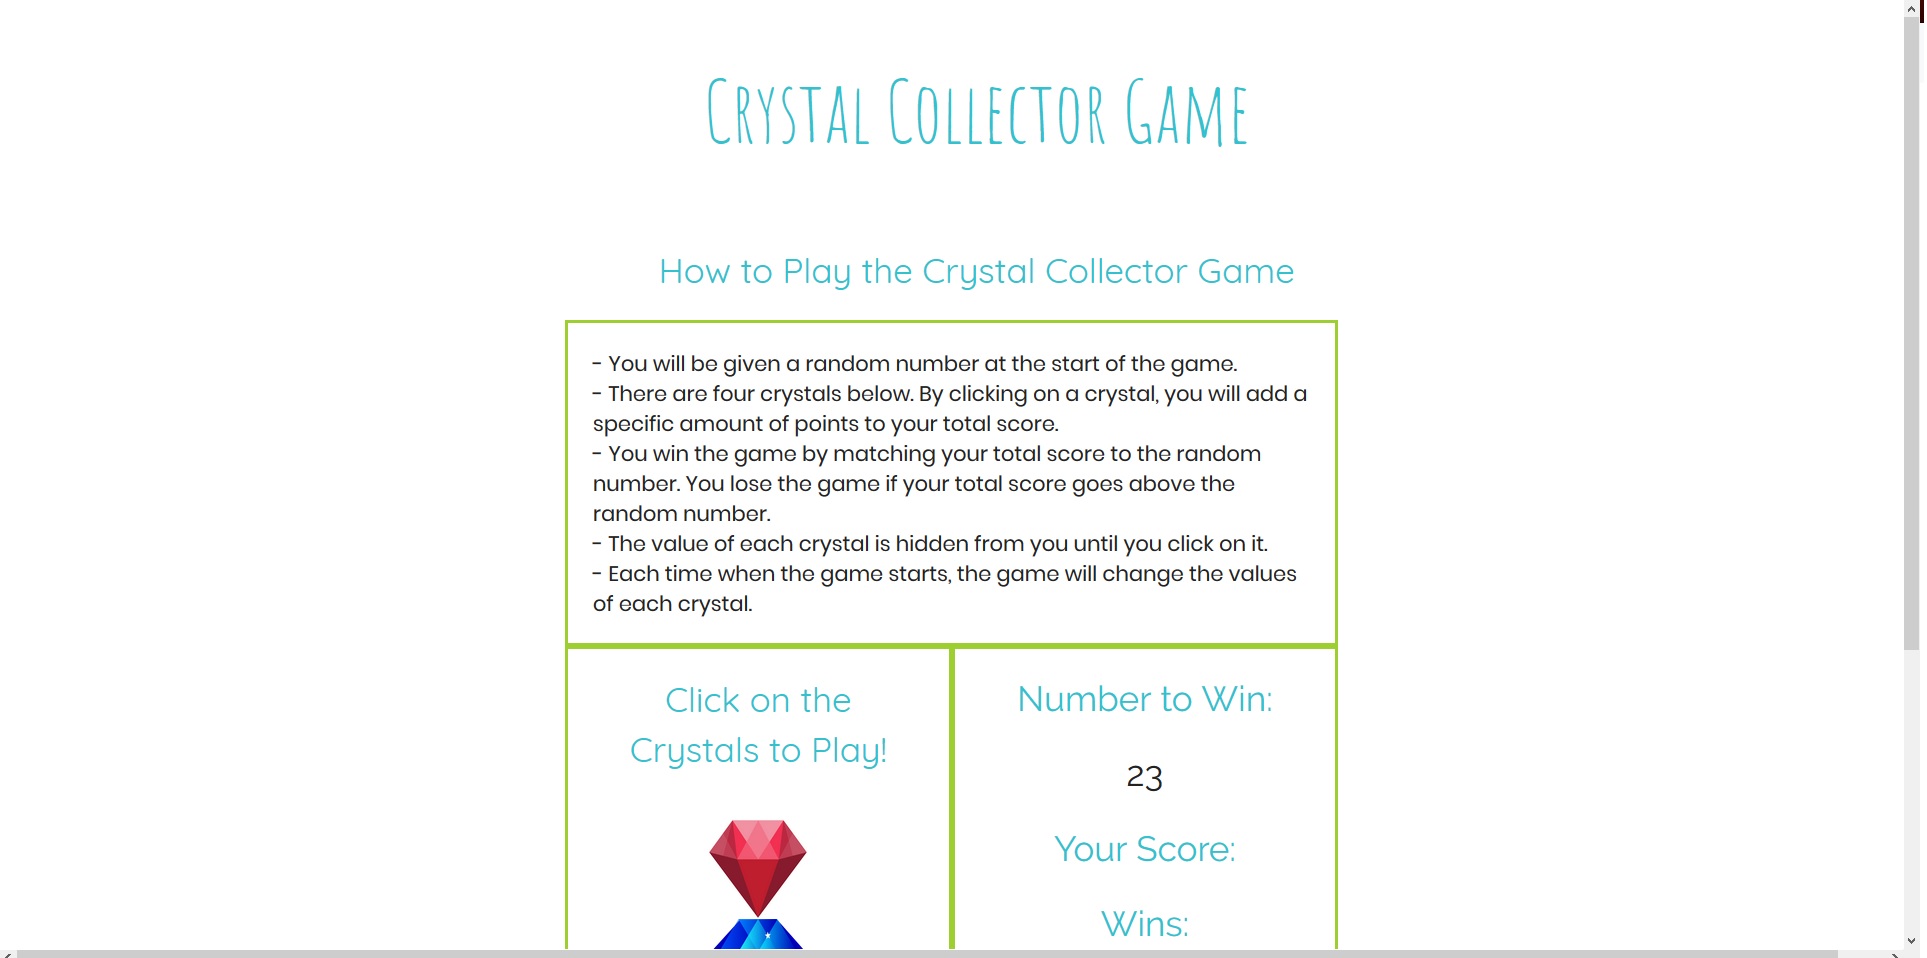 Crystal Collector Game
How to Play the Crystal Collector Game
- You will be given a random number at the start of the game.
- There are four crystals below. By clicking on a crystal, you will add a
specific amount of points to your total score.
- You win the game by matching your total score to the random
number. You lose the game if your total score goes above the
random number.
- The value of each crystal is hidden from you until you click on it.
- Each time when the game starts, the game will change the values
of each crystal.
Click on the
Crystals to Play!
Number to Win:
23
Your Score:
Wins: